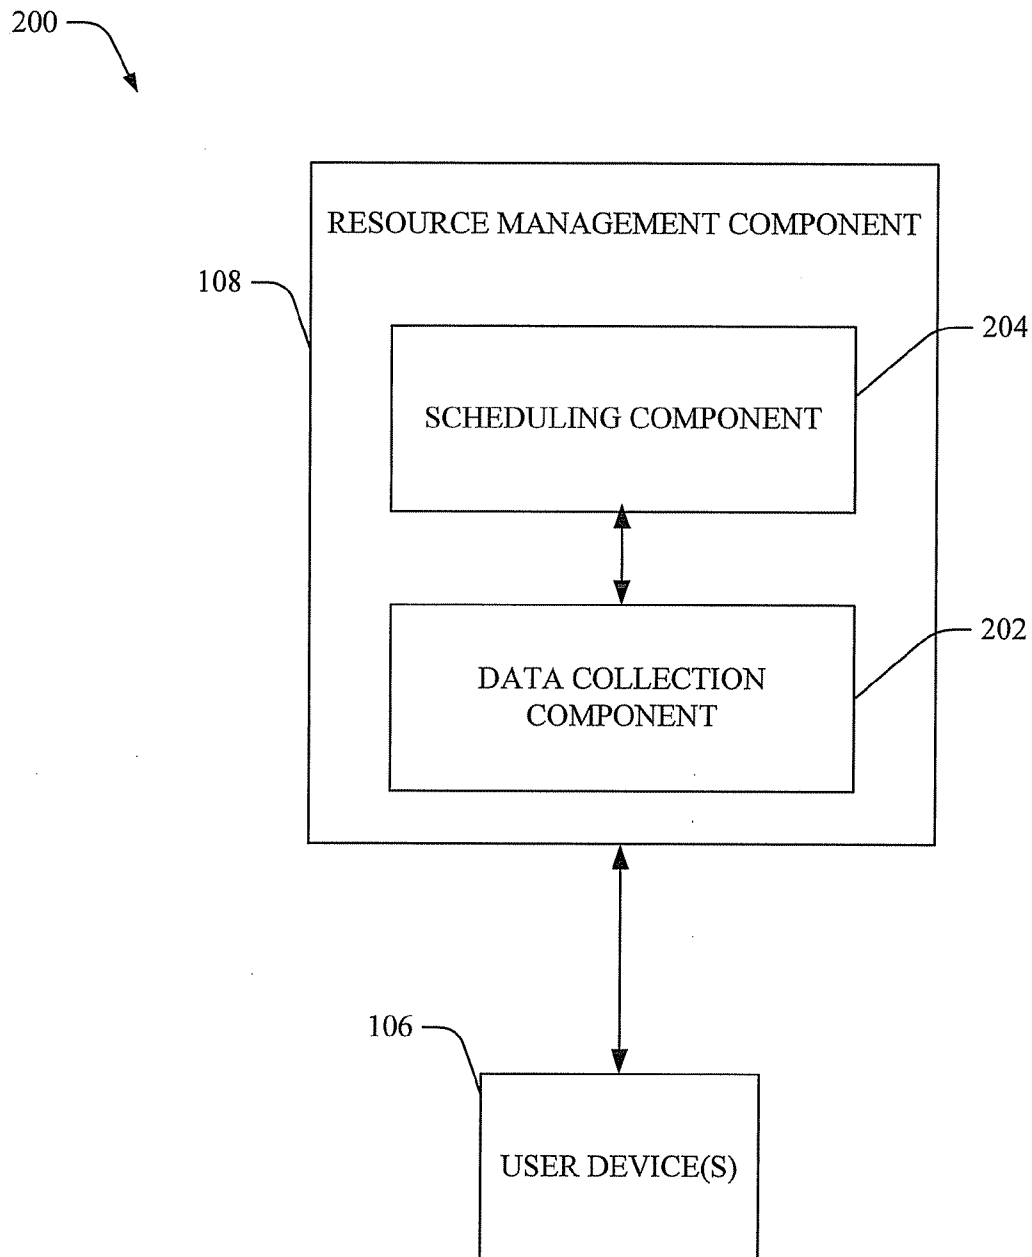 200
RESOURCE MANAGEMENT COMPONENT
108
204
SCHEDULING COMPONENT
202
DATA COLLECTION
COMPONENT
106
USER DEVICE(S)